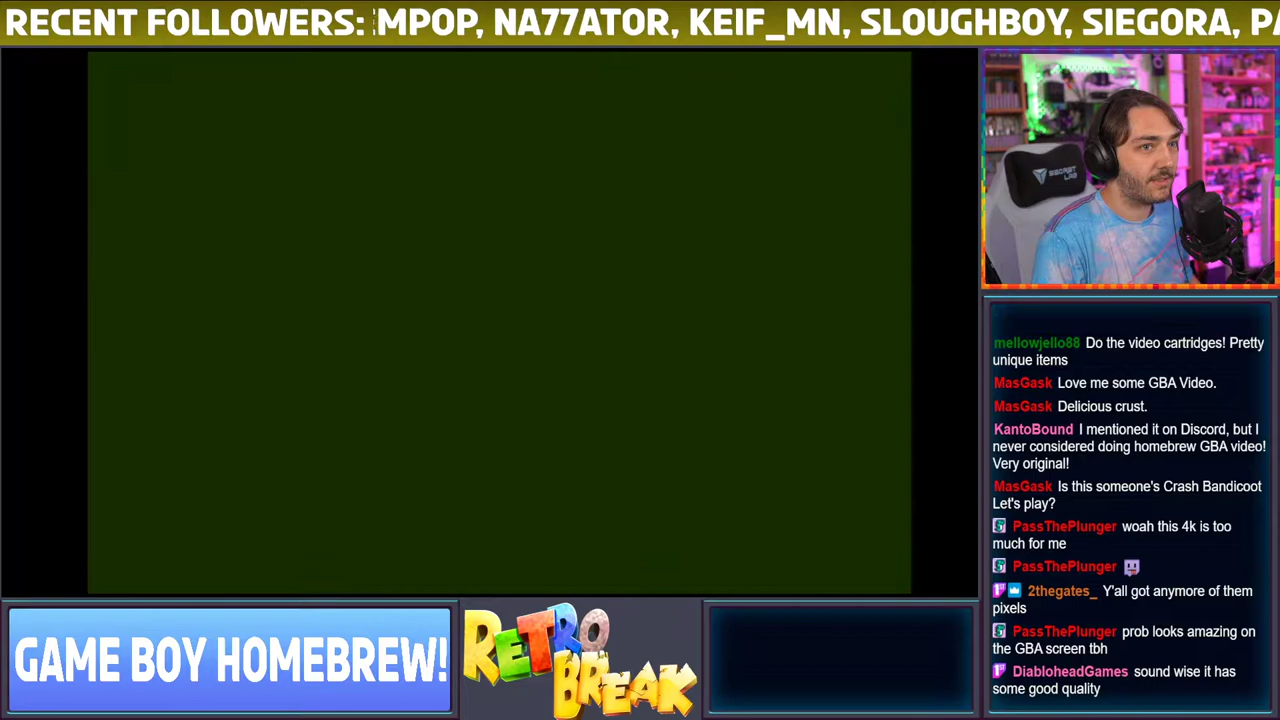 RECENT FOLLOWERS: EMPOP, NA77ATOR, KEIF_MN, SLOUGHBOY, SIEGORA, PA
SECRET LAB
mellowjello88 Do the video cartridges! Pretty
unique items
MasGask Love me some GBA Video.
MasGask Delicious crust.
KantoBound I mentioned it on Discord, but I
never considered doing homebrew GBA video!
Very original!
MasGask Is this someone's Crash Bandicoot
Let's play?
PassThePlunger woah this 4k is too
much for me
PassThePlunger
2thegates_ Y'all got anymore of them
pixels
PassThePlunger prob looks amazing on
the GBA screen tbh
DiabloheadGames sound wise it has
some good quality
GAME BOY HOMEBREW!
RETRO
BREAK